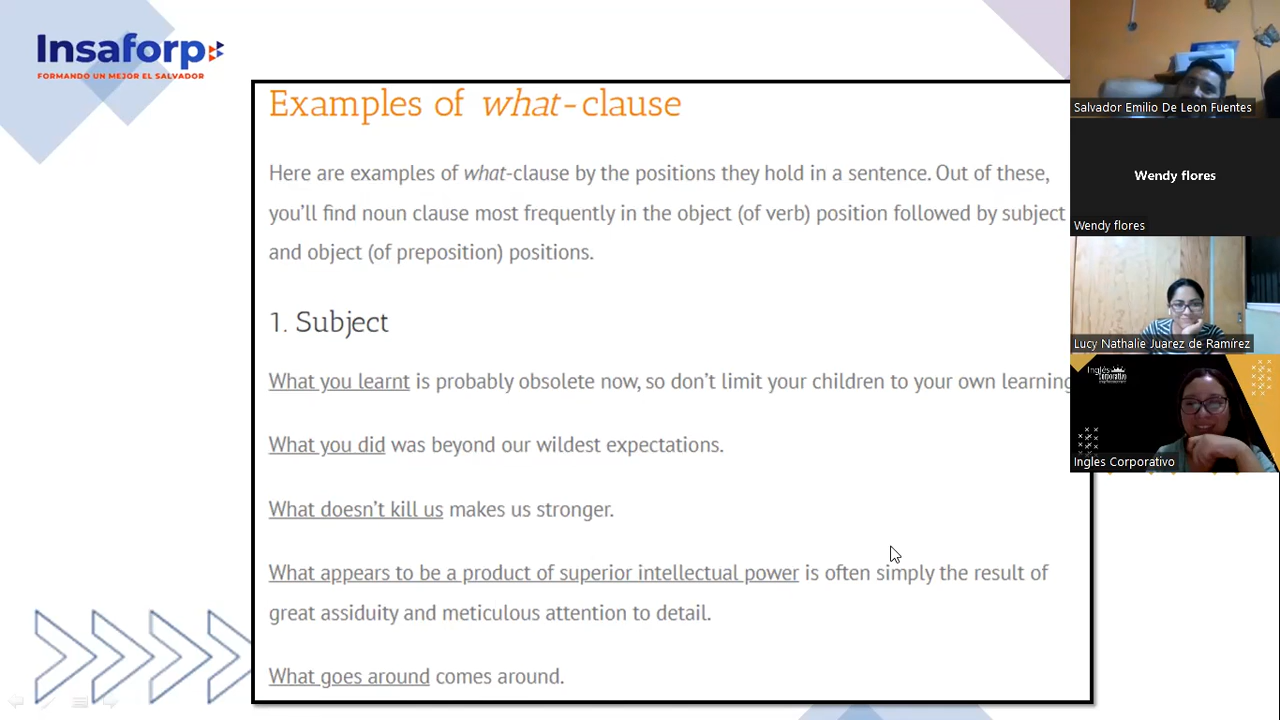 Insaforp
FORMANDO UN MEJOR EL SALVADOR
Examples of what-clause
Here are examples of what-clause by the positions they hold in a sentence. Out of these,
you'll find noun clause most frequently in the object (of verb) position followed by subject
and object (of preposition) positions.
1. Subject
What you learnt is probably obsolete now, so don't limit your children to your own learning
What you did was beyond our wildest expectations.
What doesn't kill us makes us stronger.
What appears to be a product of superior intellectual power is often simply the result of
great assiduity and meticulous attention to detail.
What goes around comes around.
Salvador Emilio De Leon Fuentes
Wendy flores
Wendy flores
Lucy Nathalie Juarez de Ramírez
Inglés
Corporativo
Ingles Corporativo